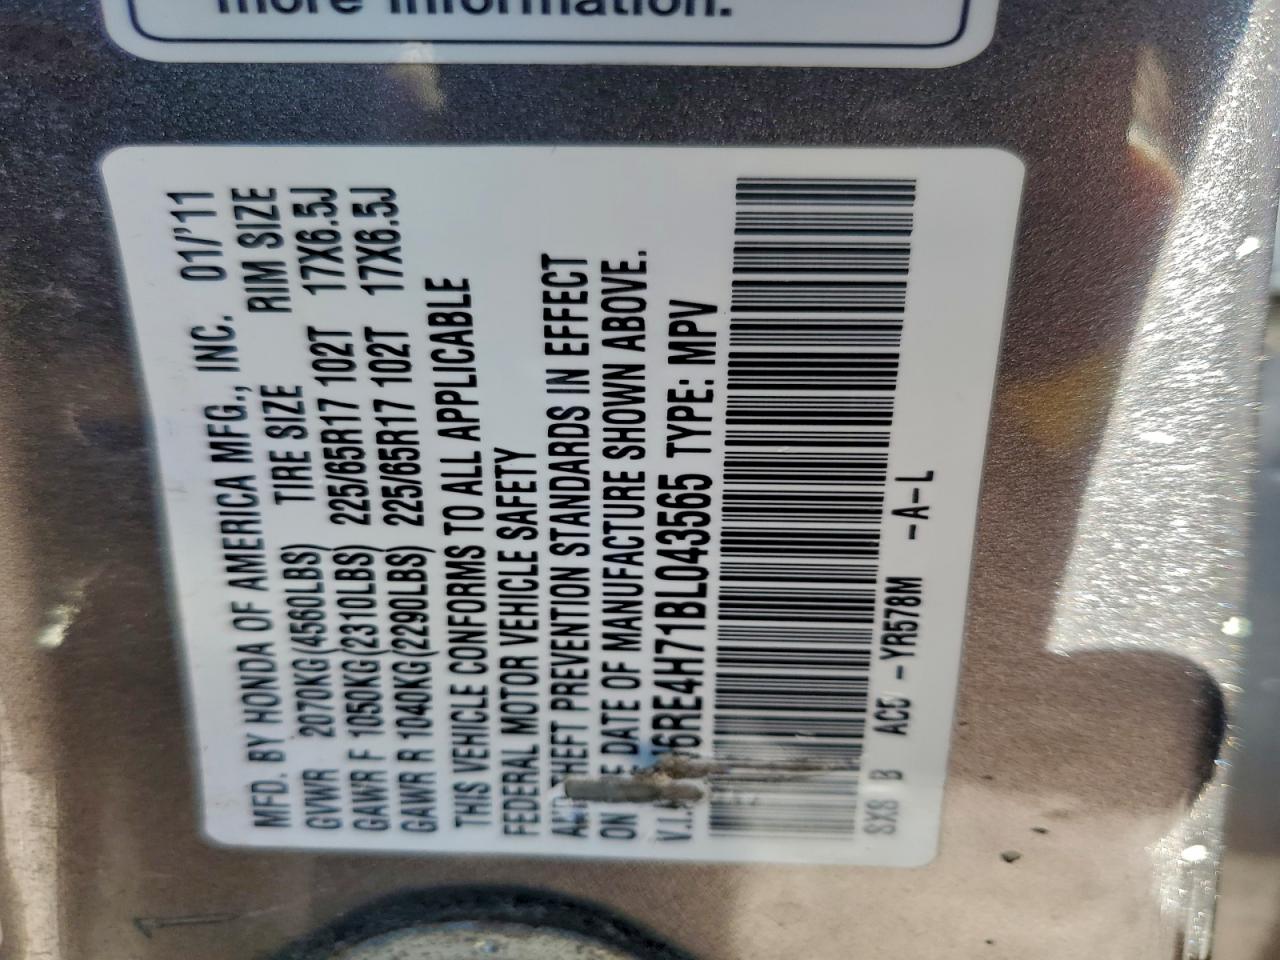 more information.
MFD. BY HONDA OF AMERICA MFG., INC. 01/'11
GVWR 2070KG(4560LBS) TIRE SIZE RIM SIZE
GAWR F 1050KG(2310LBS) 225/65R17 102T 17X6.5J
GAWR R 1040KG(2290LBS) 225/65R17 102T 17X6.5J
THIS VEHICLE CONFORMS TO ALL APPLICABLE
FEDERAL MOTOR VEHICLE SAFETY
THEFT PREVENTION STANDARDS IN EFFECT
ON DATE OF MANUFACTURE SHOWN ABOVE.
6RE4H71BL043565 TYPE: MPV
B YR578M -A-L